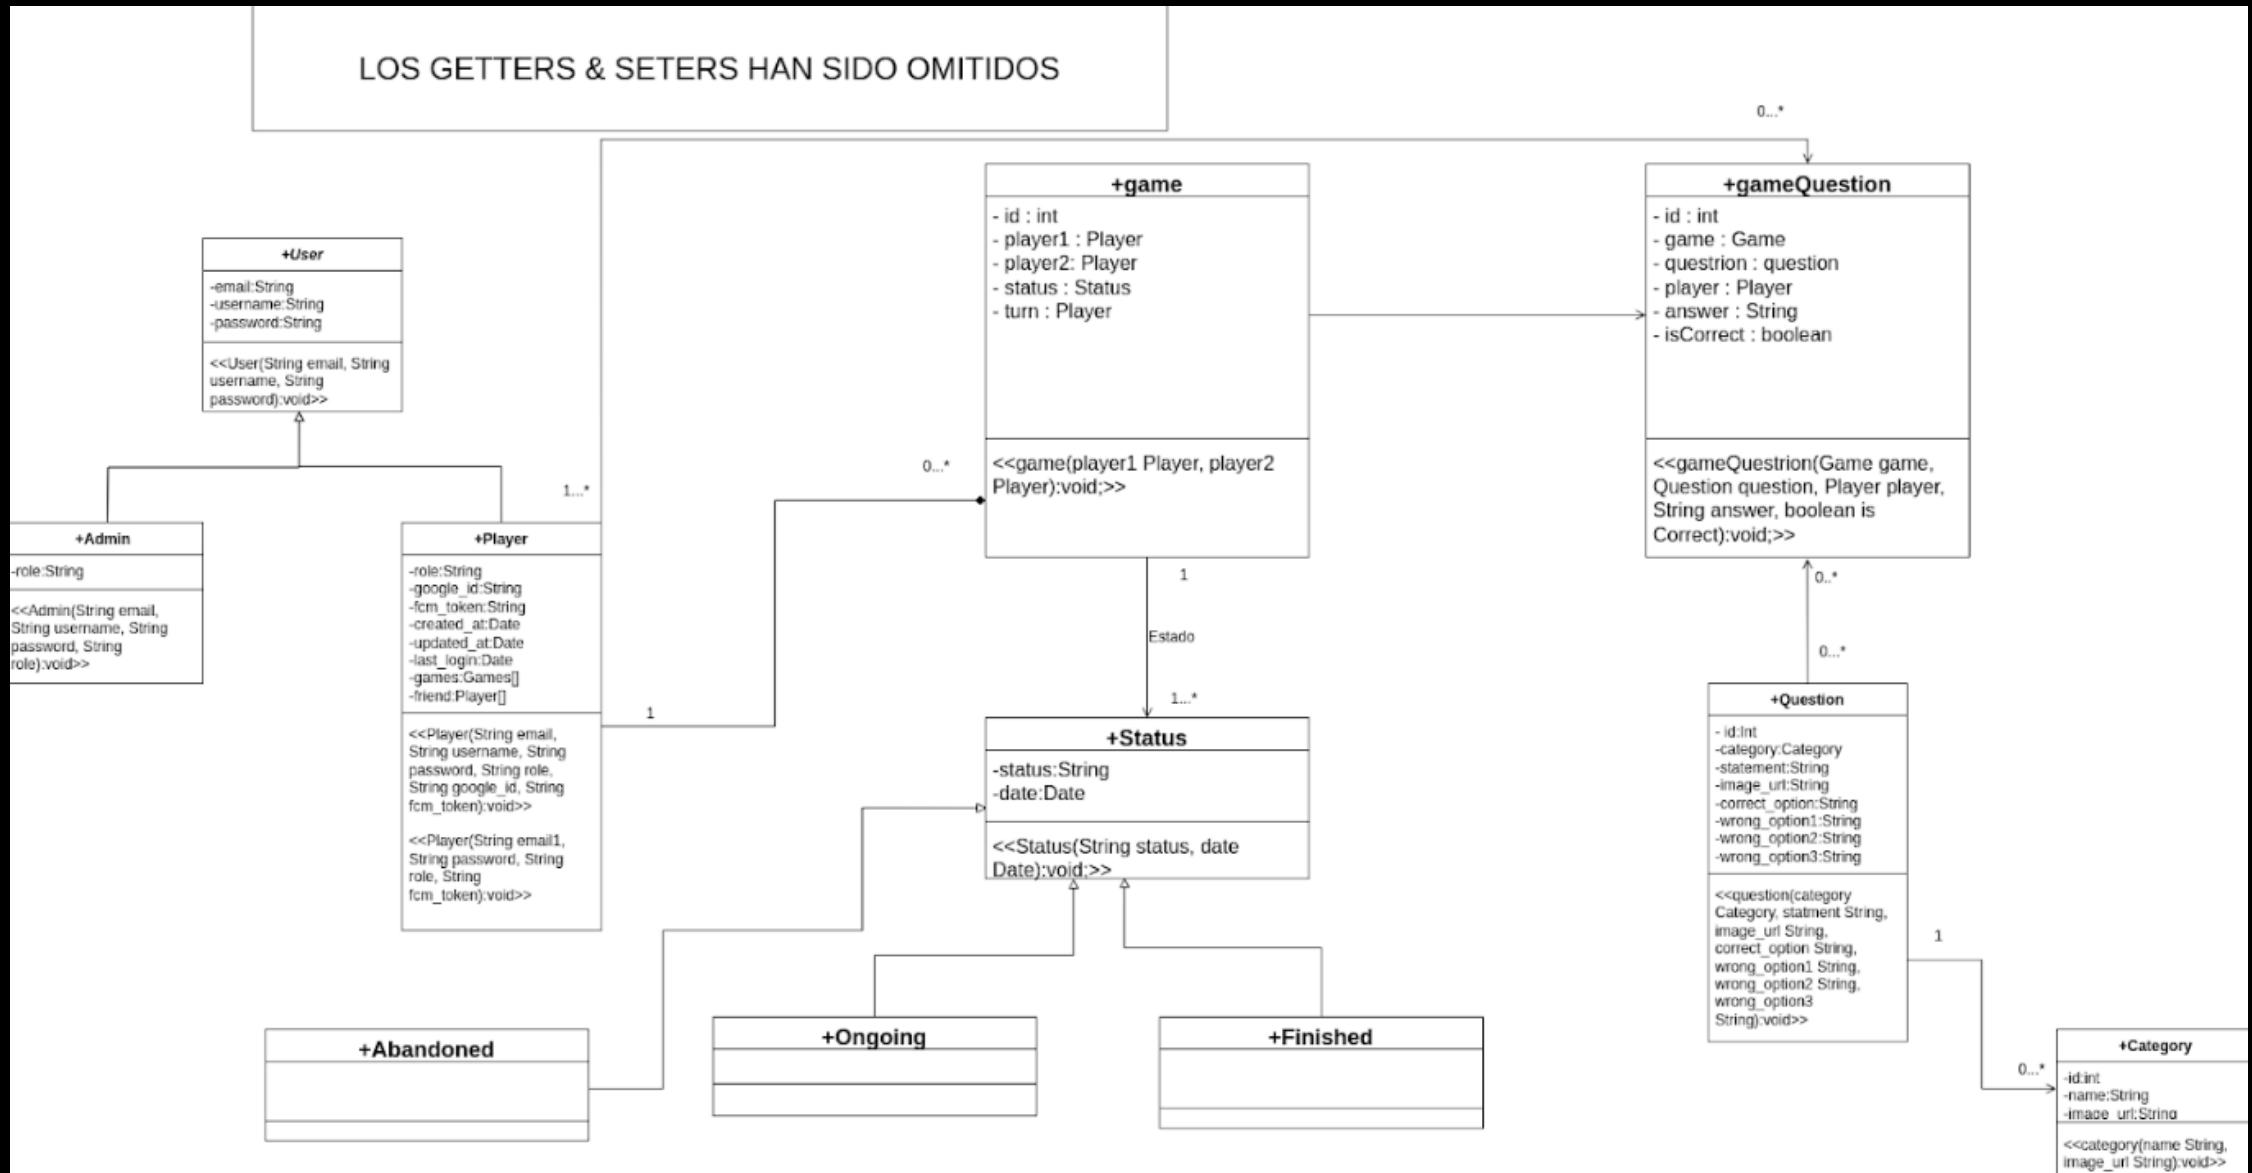 LOS GETTERS & SETERS HAN SIDO OMITIDOS
0...*
+User
-email:String
-username:String
-password:String
<<User(String email, String
username, String
password):void>>
+Admin
-role:String
<<Admin(String email,
String username, String
password, String
role):void>>
1...*
+Player
-role:String
-google_id:String
-fcm_token:String
-created_at:Date
-updated_at:Date
-last_login:Date
-games:Games[]
-friend:Player[]
<<Player(String email,
String username, String
password, String role,
String google_id, String
fcm_token):void>>
<<Player(String email1,
String password, String
role, String
fcm_token):void>>
1
0...*
+game
- id : int
- player1 : Player
- player2: Player
- status : Status
- turn : Player
<<game(player1 Player, player2
Player):void;>>
1
Estado
1...*
+Status
-status:String
-date:Date
<<Status(String status, date
Date):void;>>
+Abandoned
+Ongoing
+Finished
+gameQuestion
- id : int
- game : Game
- questrion : question
- player : Player
- answer : String
- isCorrect : boolean
<<gameQuestrion(Game game,
Question question, Player player,
String answer, boolean is
Correct):void;>>
0..*
0...*
+Question
- id:Int
-category:Category
-statement:String
-image_url:String
-correct_option:String
-wrong_option1:String
-wrong_option2:String
-wrong_option3:String
<<question(category
Category, statment String,
image_url String,
correct_option String,
wrong_option1 String,
wrong_option2 String,
wrong_option3
String):void>>
1
0...*
+Category
-id:int
-name:String
-image_url:String
<<category(name String,
image_url String):void>>